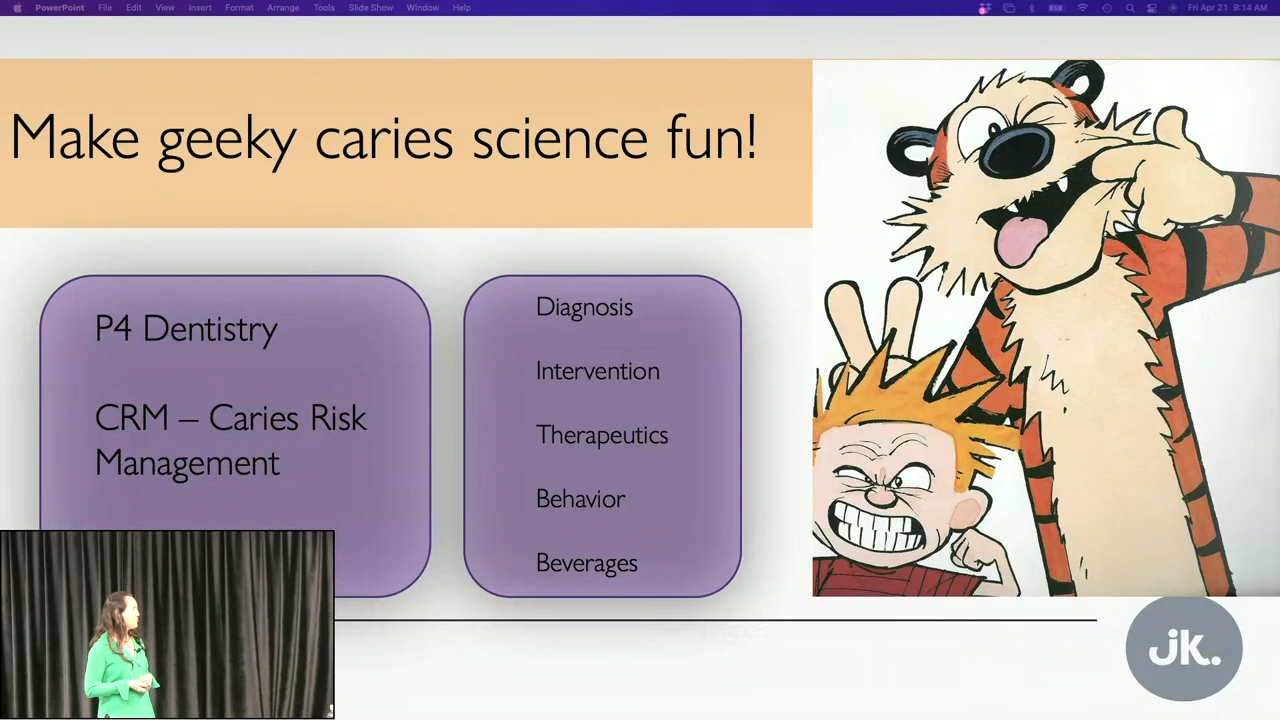 PowerPoint File Edit View Insert Format Arrange Tools Slide Show Window Help Fri Apr 21 9:14 AM
Make geeky caries science fun!
P4 Dentistry
CRM – Caries Risk
Management
Diagnosis
Intervention
Therapeutics
Behavior
Beverages
jk.